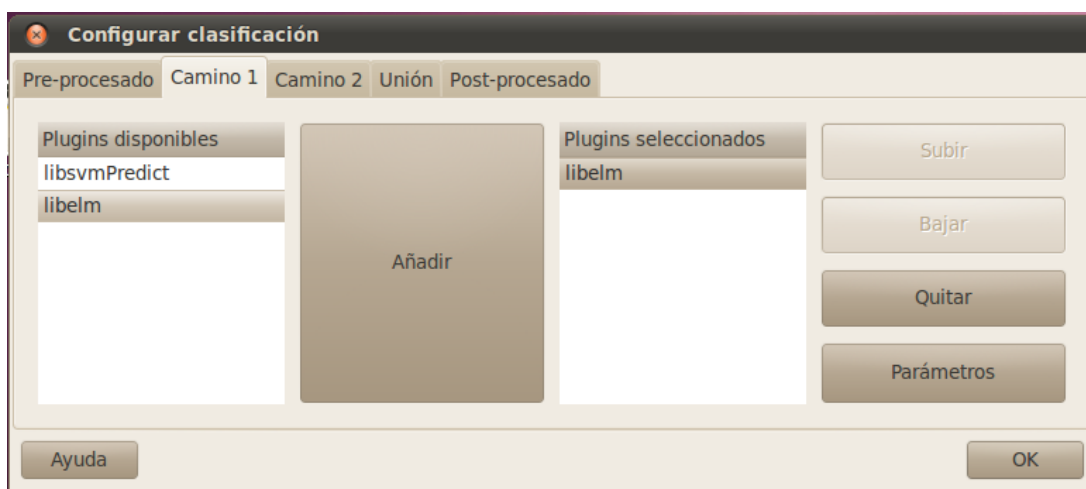 Configurar clasificación
Pre-procesado Camino 1 Camino 2 Unión Post-procesado
Plugins disponibles
libsvmPredict
libelm
Añadir
Plugins seleccionados
libelm
Subir
Bajar
Quitar
Parámetros
Ayuda
OK